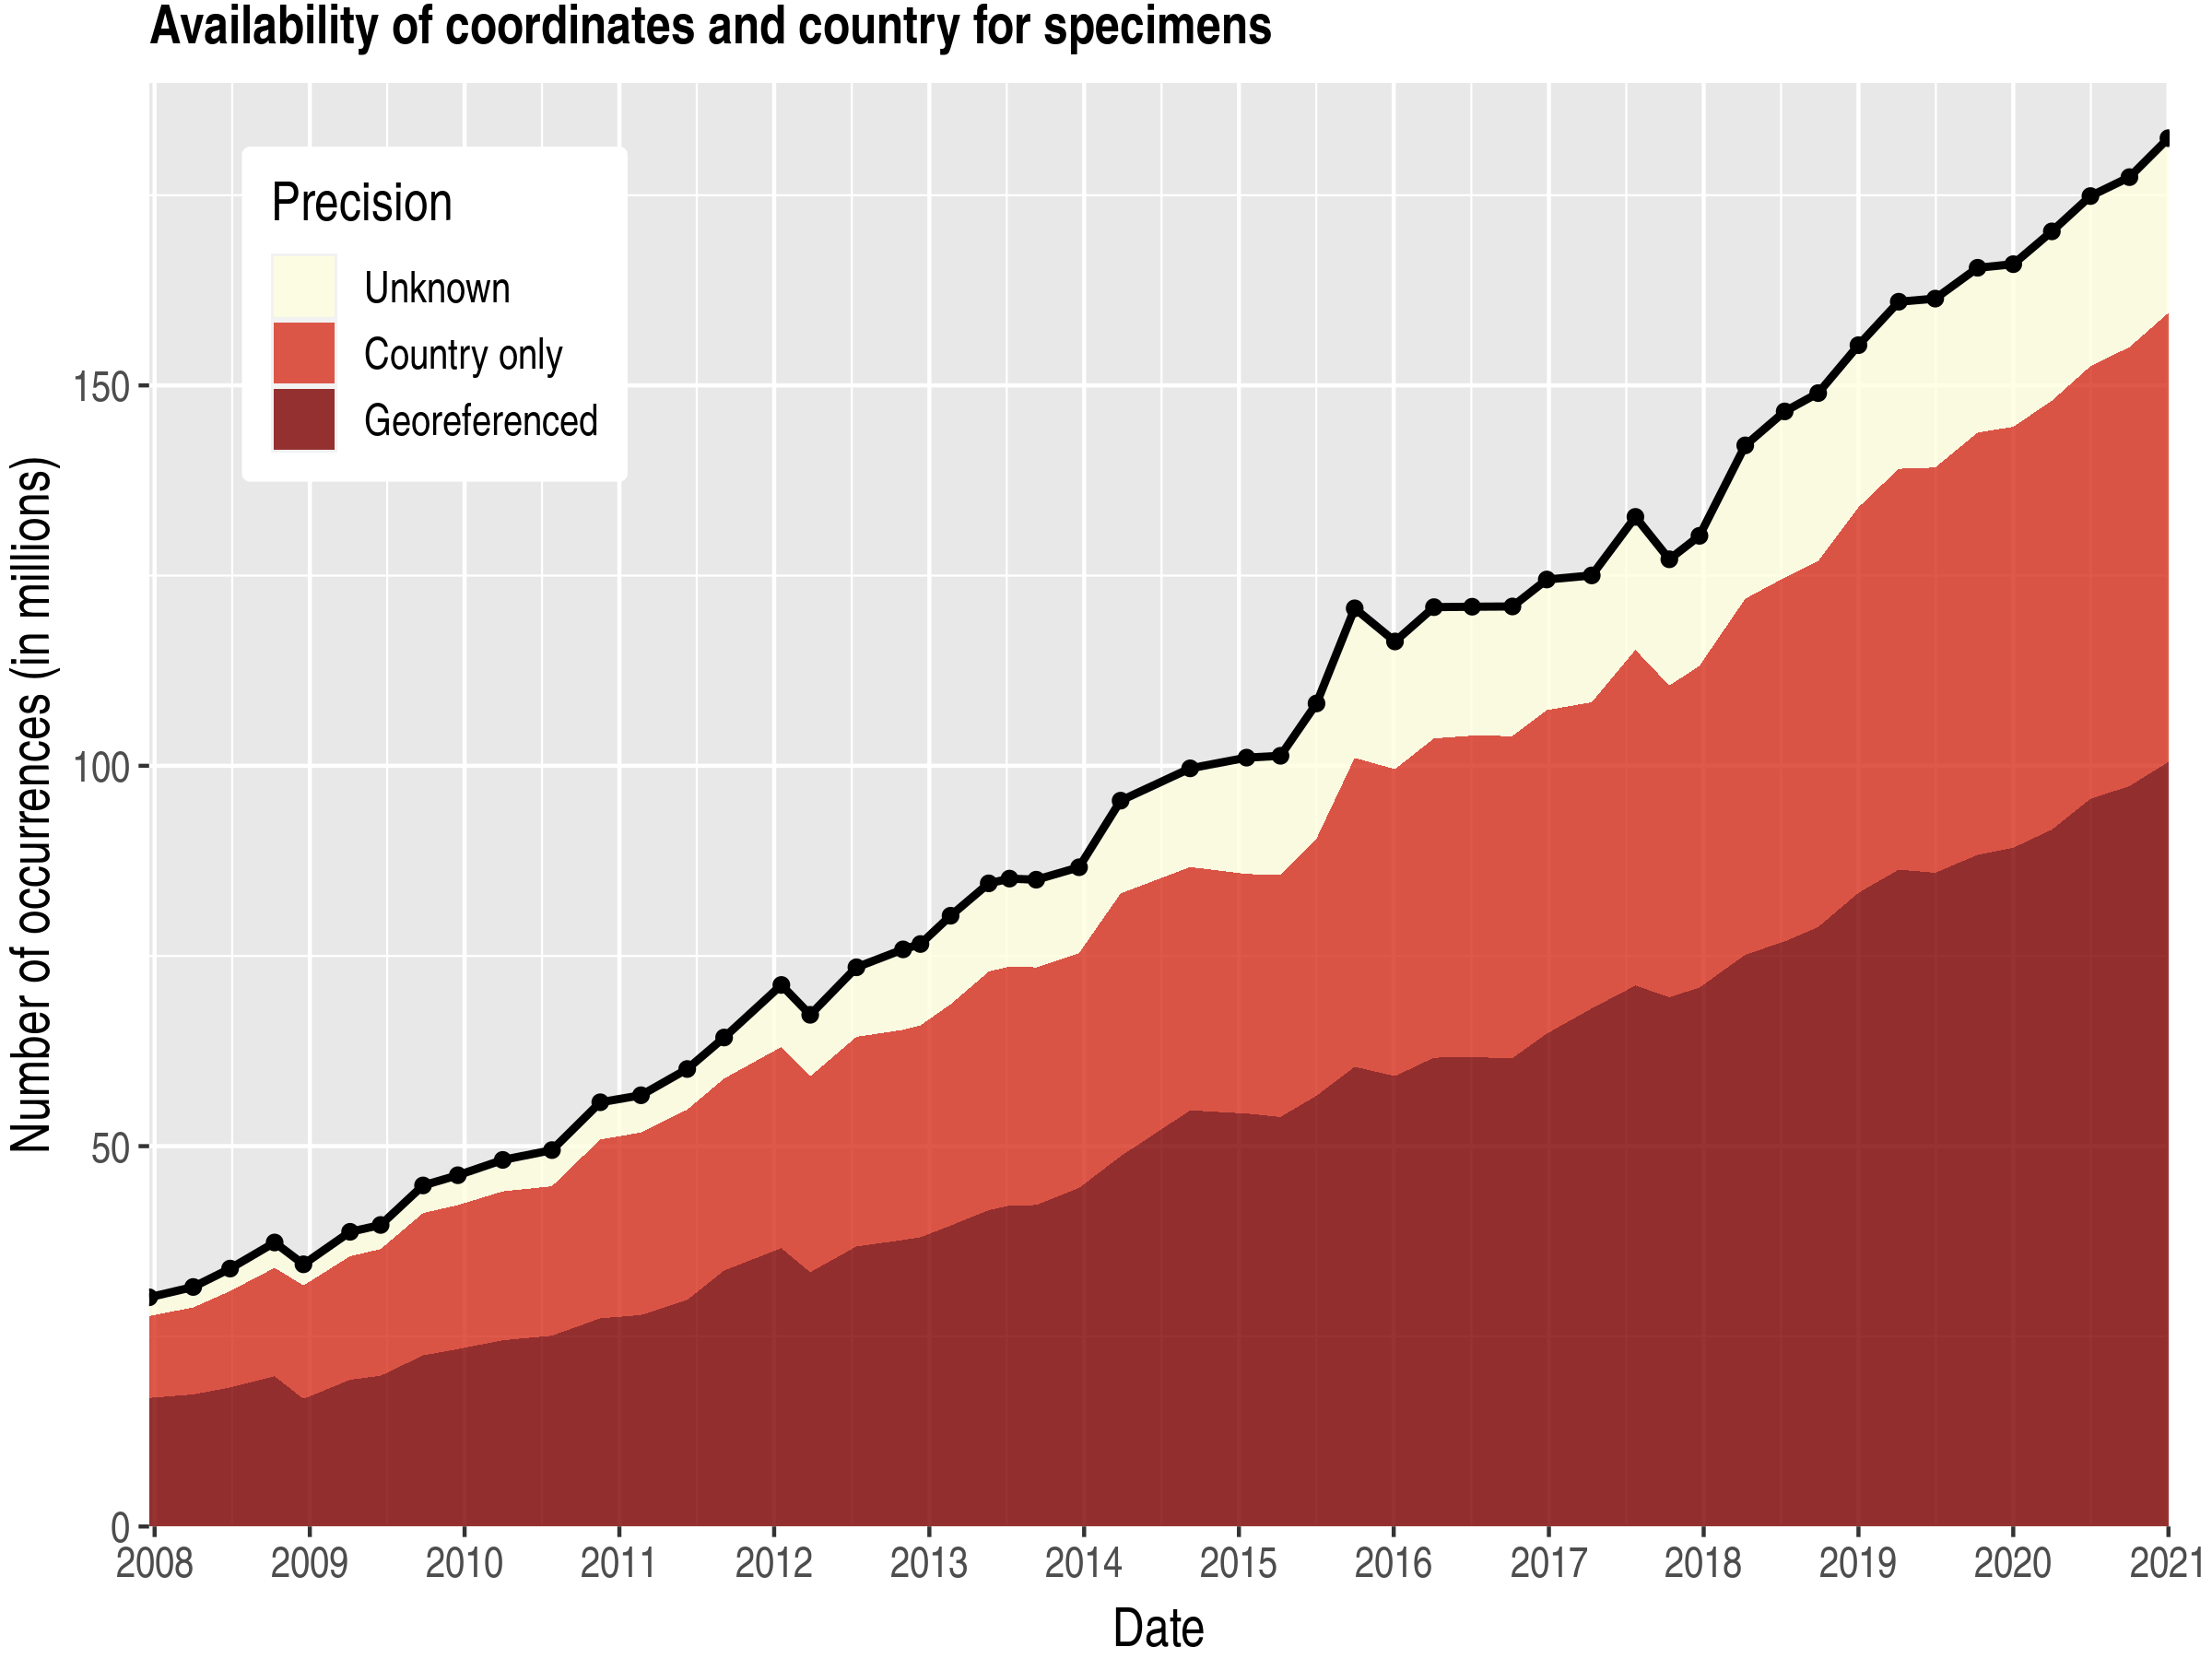 Availability of coordinates and country for specimens
Precision
Unknown
Country only
Georeferenced
Number of occurrences (in millions)
150
100
50
0
2008 2009 2010 2011 2012 2013 2014 2015 2016 2017 2018 2019 2020 2021
Date